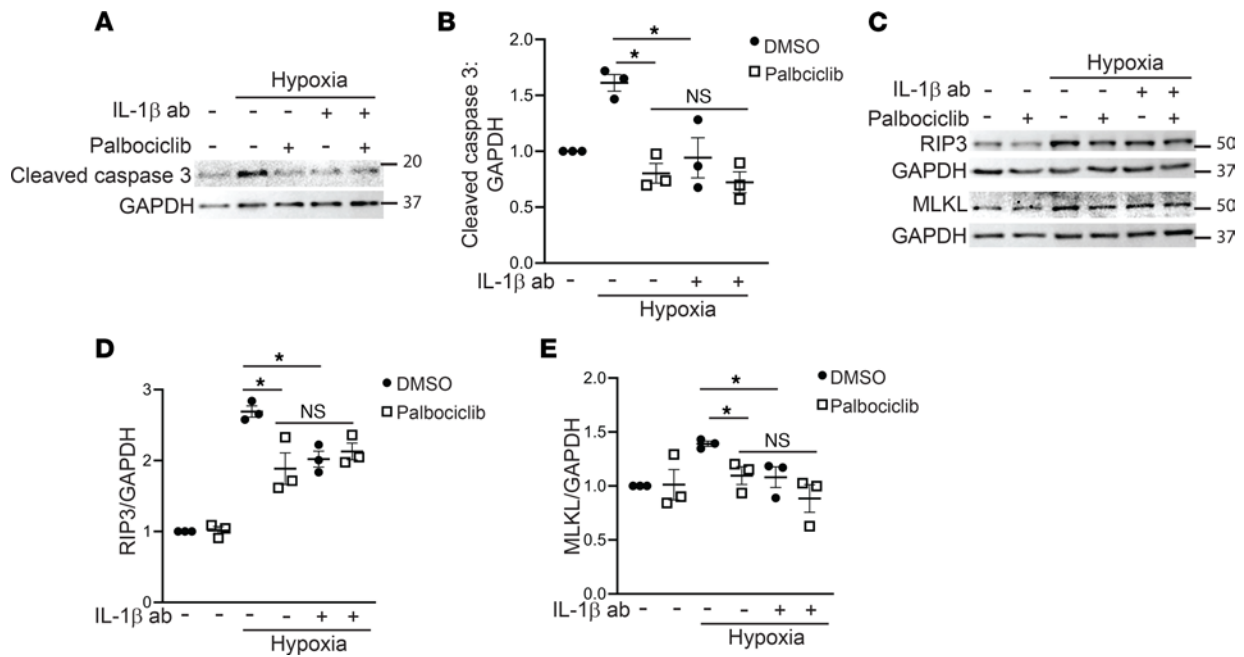 A
Hypoxia
IL-1β ab - - - + +
Palbociclib - - + - +
Cleaved caspase 3 20
GAPDH 37
B
Cleaved caspase 3:
GAPDH
2.0
1.5
1.0
0.5
0.0
*
*
NS
DMSO
Palbciclib
IL-1β ab - - - + +
Hypoxia
C
Hypoxia
IL-1β ab - - - - + +
Palbociclib - + - + - +
RIP3 50
GAPDH 37
MLKL 50
GAPDH 37
D
RIP3/GAPDH
3
2
1
0
*
*
NS
DMSO
Palbociclib
IL-1β ab - - - - + +
Hypoxia
E
MLKL/GAPDH
2.0
1.5
1.0
0.5
0.0
*
*
NS
DMSO
Palbociclib
IL-1β ab - - - - + +
Hypoxia